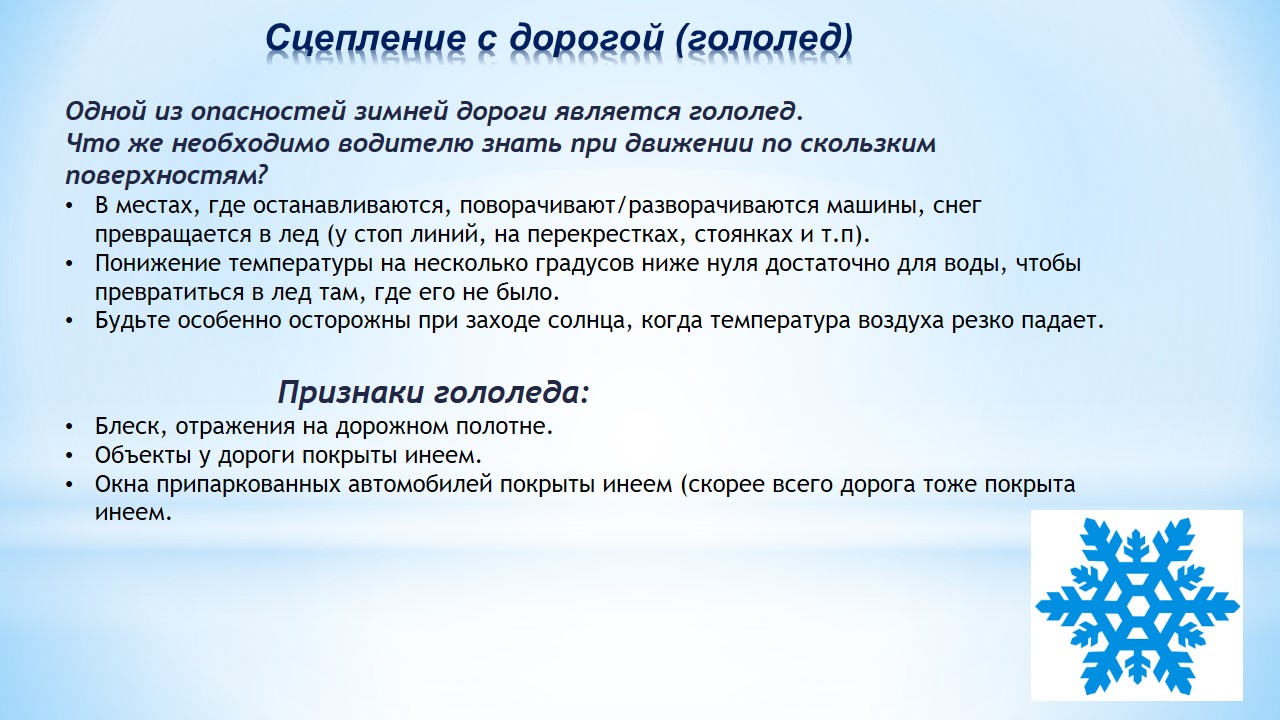 Сцепление с дорогой (гололед)
Одной из опасностей зимней дороги является гололед.
Что же необходимо водителю знать при движении по скользким
поверхностям?
• В местах, где останавливаются, поворачивают/разворачиваются машины, снег
превращается в лед (у стоп линий, на перекрестках, стоянках и т.п).
• Понижение температуры на несколько градусов ниже нуля достаточно для воды, чтобы
превратиться в лед там, где его не было.
• Будьте особенно осторожны при заходе солнца, когда температура воздуха резко падает.
Признаки гололеда:
• Блеск, отражения на дорожном полотне.
• Объекты у дороги покрыты инеем.
• Окна припаркованных автомобилей покрыты инеем (скорее всего дорога тоже покрыта
инеем.